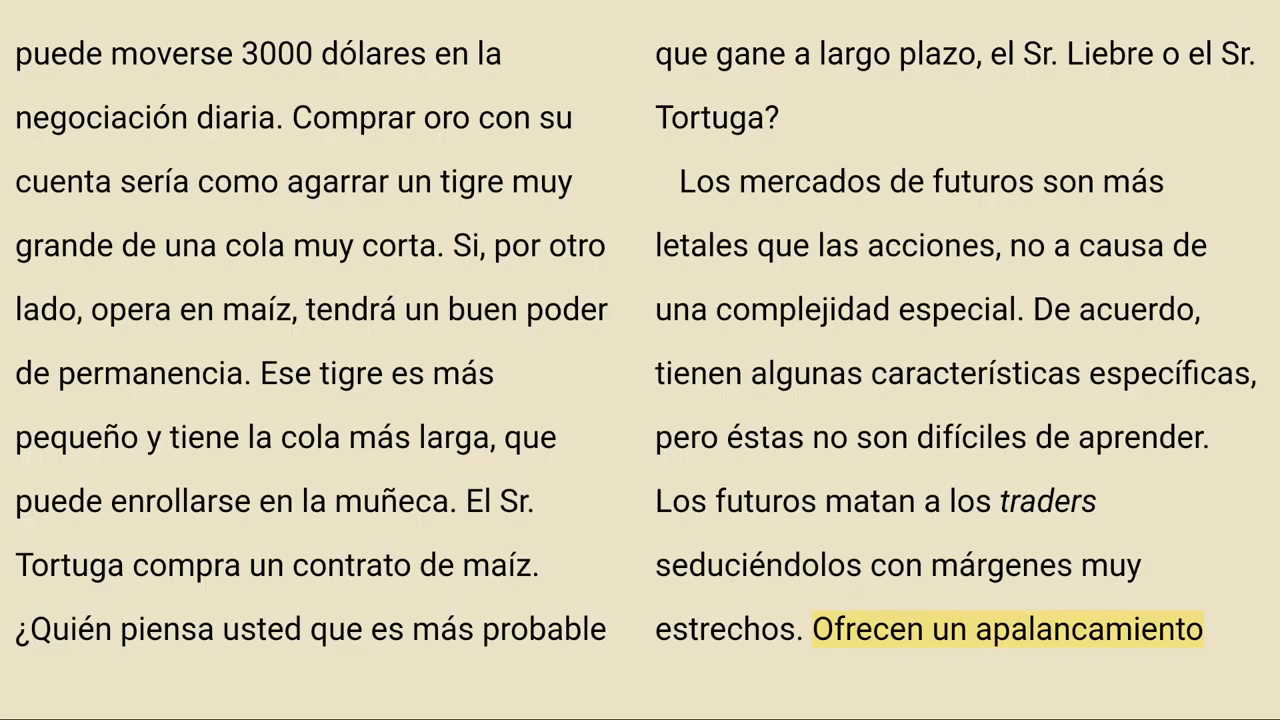 puede moverse 3000 dólares en la
negociación diaria. Comprar oro con su
cuenta sería como agarrar un tigre muy
grande de una cola muy corta. Si, por otro
lado, opera en maíz, tendrá un buen poder
de permanencia. Ese tigre es más
pequeño y tiene la cola más larga, que
puede enrollarse en la muñeca. El Sr.
Tortuga compra un contrato de maíz.
¿Quién piensa usted que es más probable
que gane a largo plazo, el Sr. Liebre o el Sr.
Tortuga?
Los mercados de futuros son más
letales que las acciones, no a causa de
una complejidad especial. De acuerdo,
tienen algunas características específicas,
pero éstas no son difíciles de aprender.
Los futuros matan a los traders
seduciéndolos con márgenes muy
estrechos. Ofrecen un apalancamiento